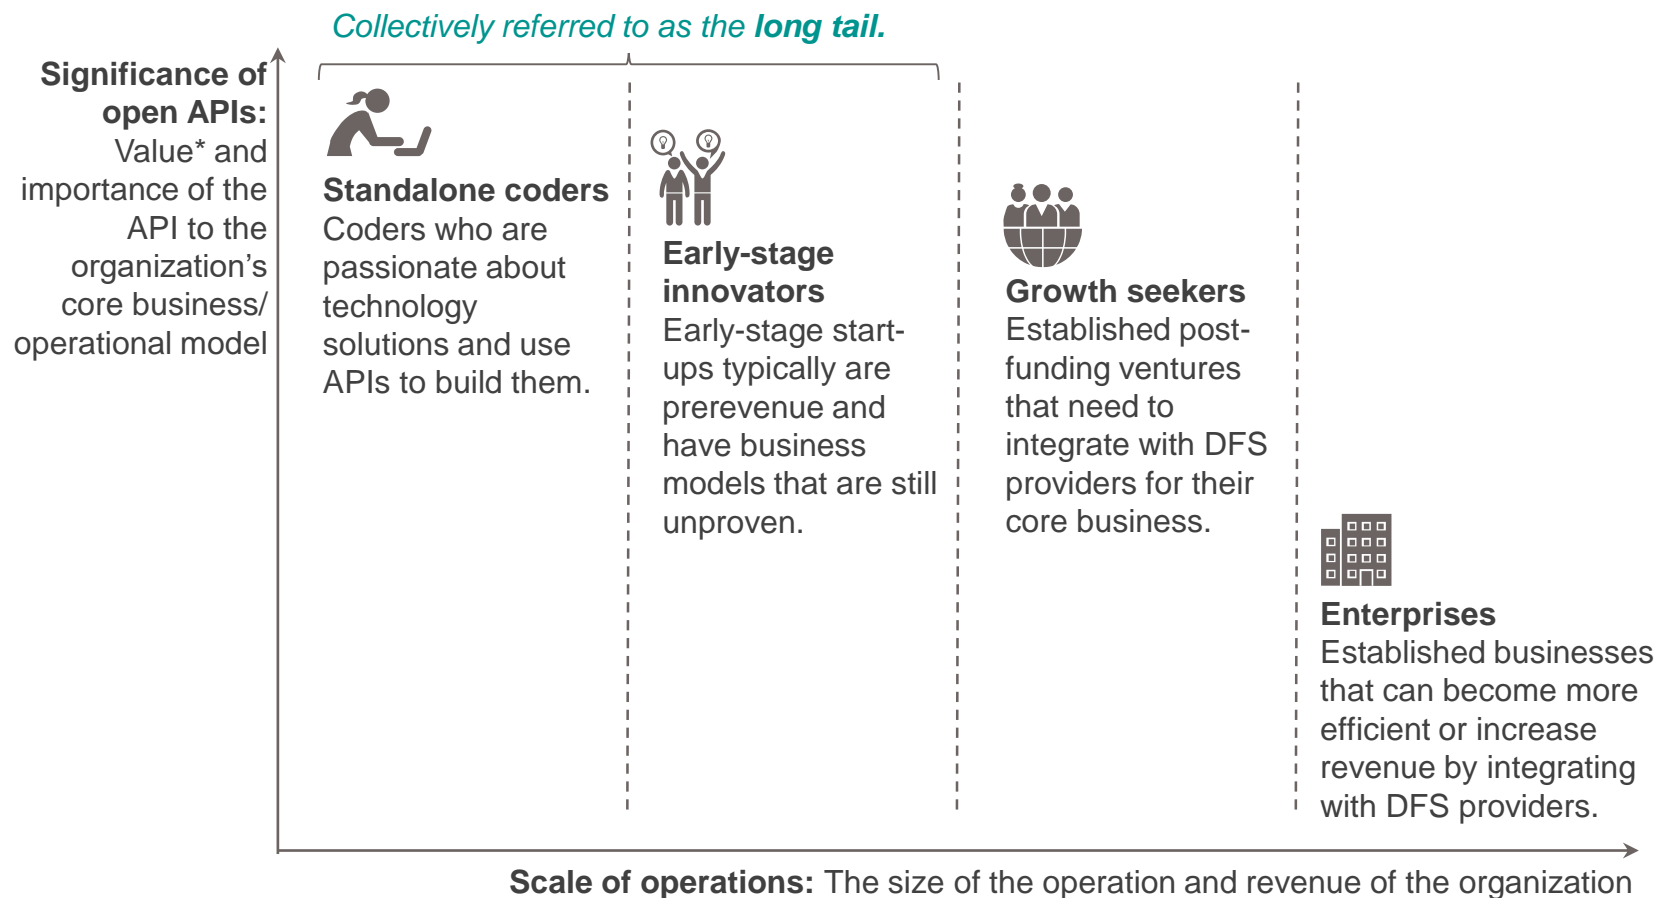 Collectively referred to as the long tail.
Significance of
open APIs:
Value* and
importance of the
API to the
organization's
core business/
operational model
Standalone coders
Coders who are
passionate about
technology
solutions and use
APIs to build them.
Early-stage
innovators
Early-stage start-
ups typically are
prerevenue and
have business
models that are still
unproven.
Growth seekers
Established post-
funding ventures
that need to
integrate with DFS
providers for their
core business.
Enterprises
Established businesses
that can become more
efficient or increase
revenue by integrating
with DFS providers.
Scale of operations: The size of the operation and revenue of the organization